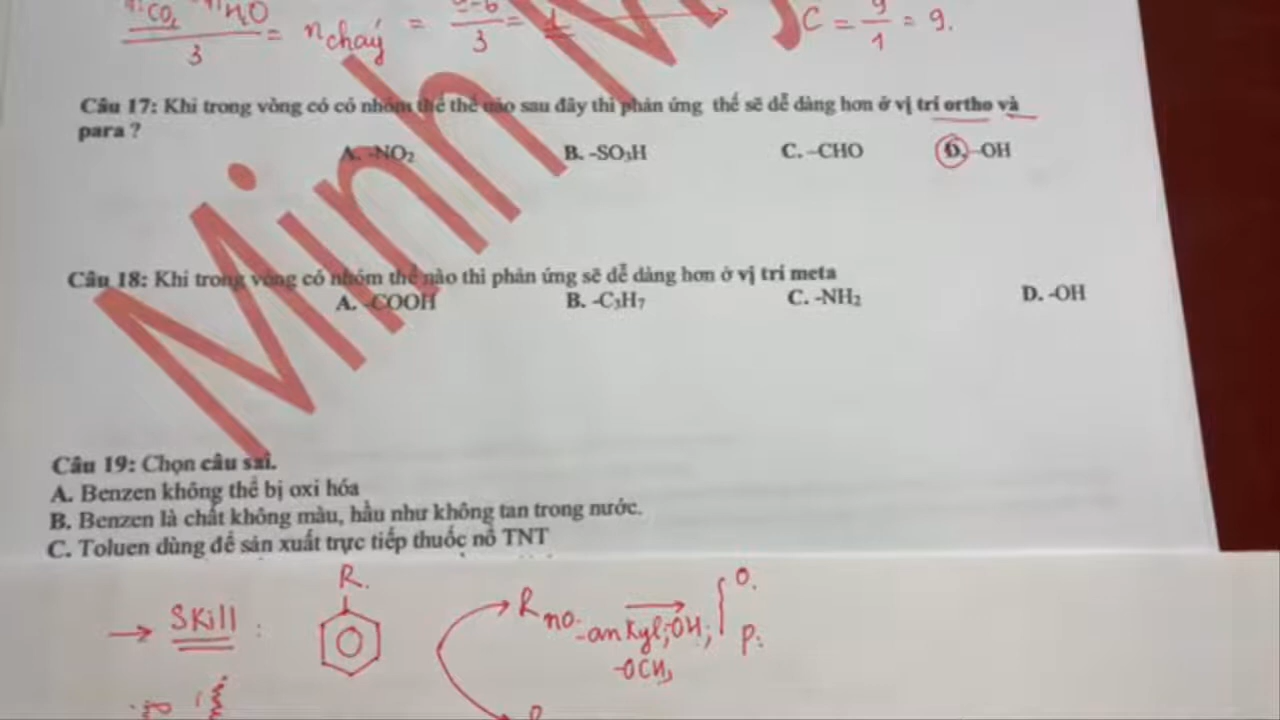 CO₂ H₂O
3 = n cháy = 3 = 1 → C = 9/1 = 9.
Câu 17: Khi trong vòng có có nhóm thế thế nào sau đây thì phản ứng thế sẽ dễ dàng hơn ở vị trí ortho và
para ?
A. -NO₂ B. -SO₃H C. -CHO D. -OH
Câu 18: Khi trong vòng có nhóm thế nào thì phản ứng sẽ dễ dàng hơn ở vị trí meta
A. -COOH B. -C₃H₇ C. -NH₂ D. -OH
Minh
Câu 19: Chọn câu sai.
A. Benzen không thể bị oxi hóa
B. Benzen là chất không màu, hầu như không tan trong nước.
C. Toluen dùng để sản xuất trực tiếp thuốc nổ TNT
R.
→ Skill : R no. → o.
-ankyl; OH; p.
-OCH₃